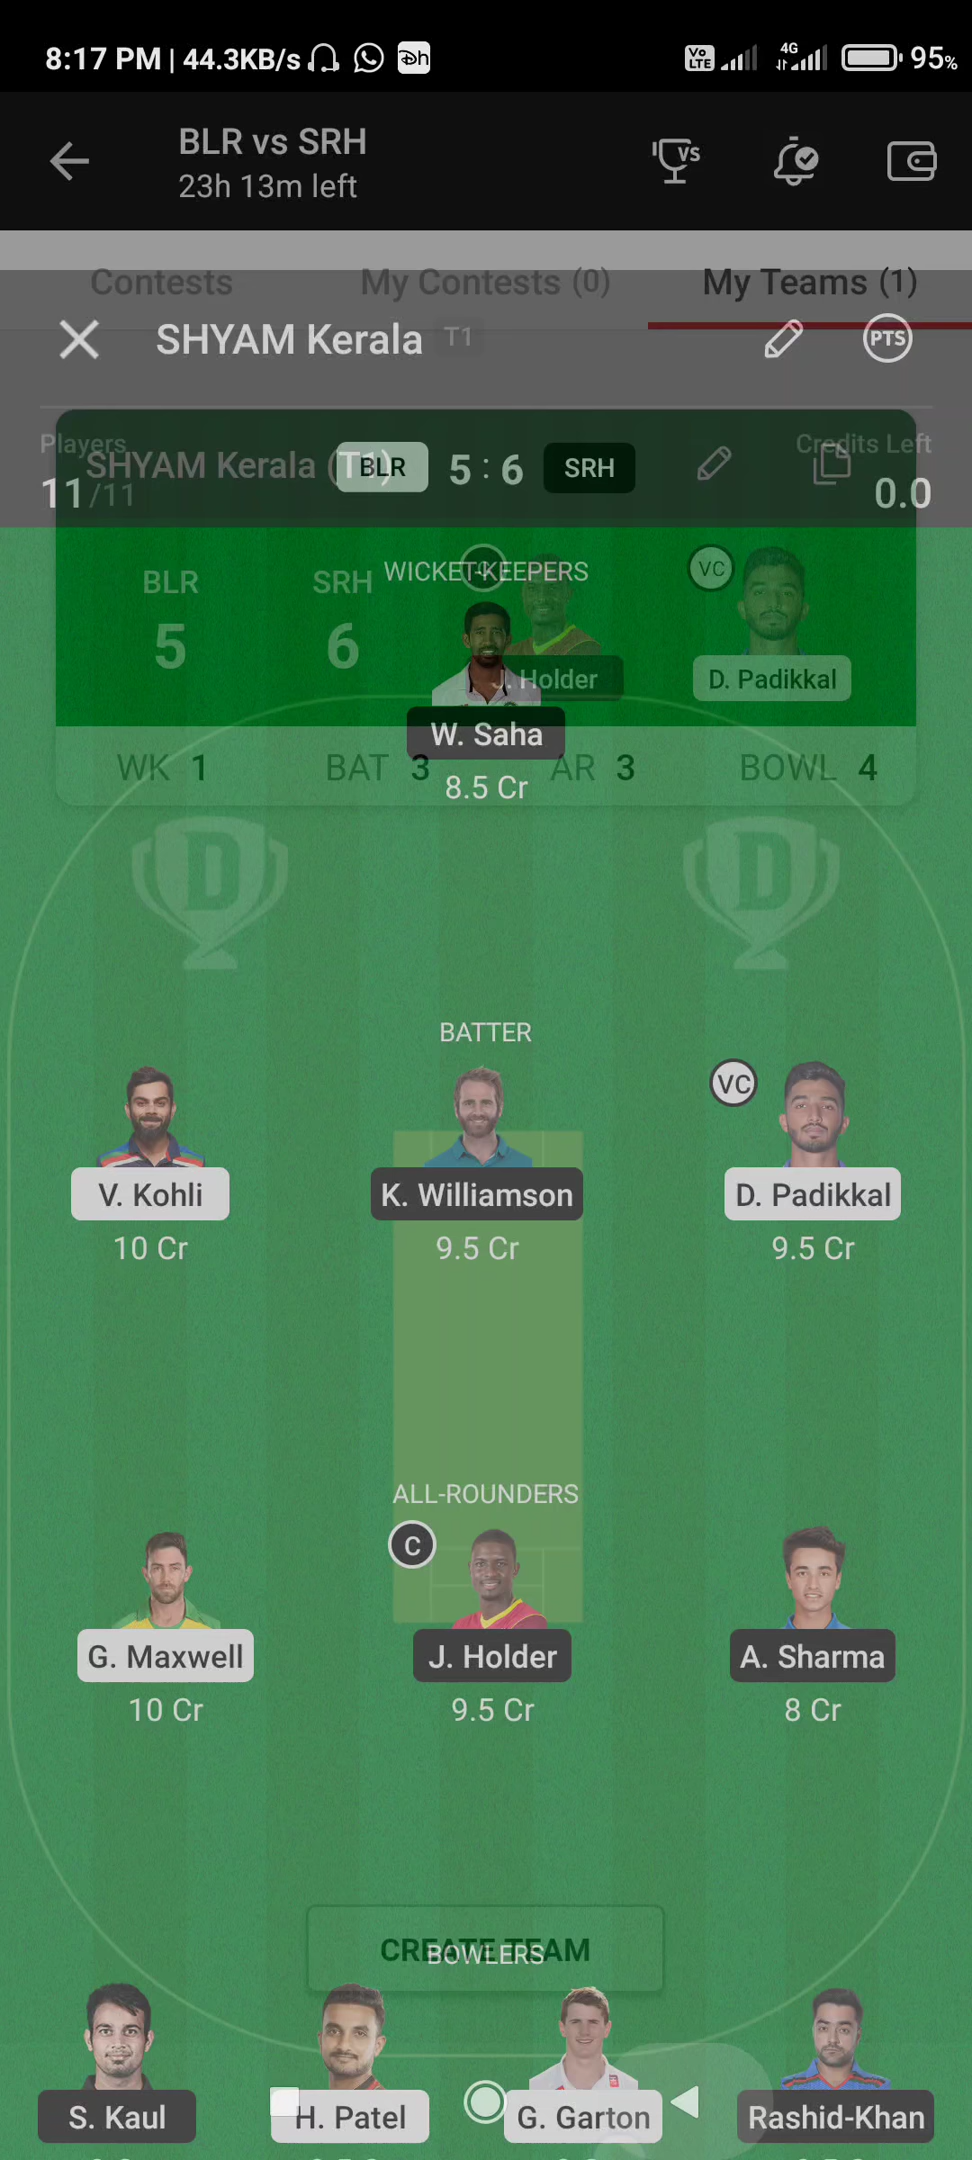 8:17 PM | 44.3KB/s
Vo
LTE
4G
95%
BLR vs SRH
23h 13m left
VS
Contests
My Contests (0)
My Teams (1)
SHYAM Kerala T1
PTS
Players
Credits Left
SHYAM Kerala (T1)
BLR 5 : 6 SRH
11/11
0.0
BLR
SRH
WICKET-KEEPERS
C
VC
5
6
J. Holder
D. Padikkal
W. Saha
WK 1
BAT 3
AR 3
BOWL 4
8.5 Cr
D
D
BATTER
VC
V. Kohli
K. Williamson
D. Padikkal
10 Cr
9.5 Cr
9.5 Cr
ALL-ROUNDERS
C
G. Maxwell
J. Holder
A. Sharma
10 Cr
9.5 Cr
8 Cr
CREATE TEAM
BOWLERS
S. Kaul
H. Patel
G. Garton
Rashid-Khan